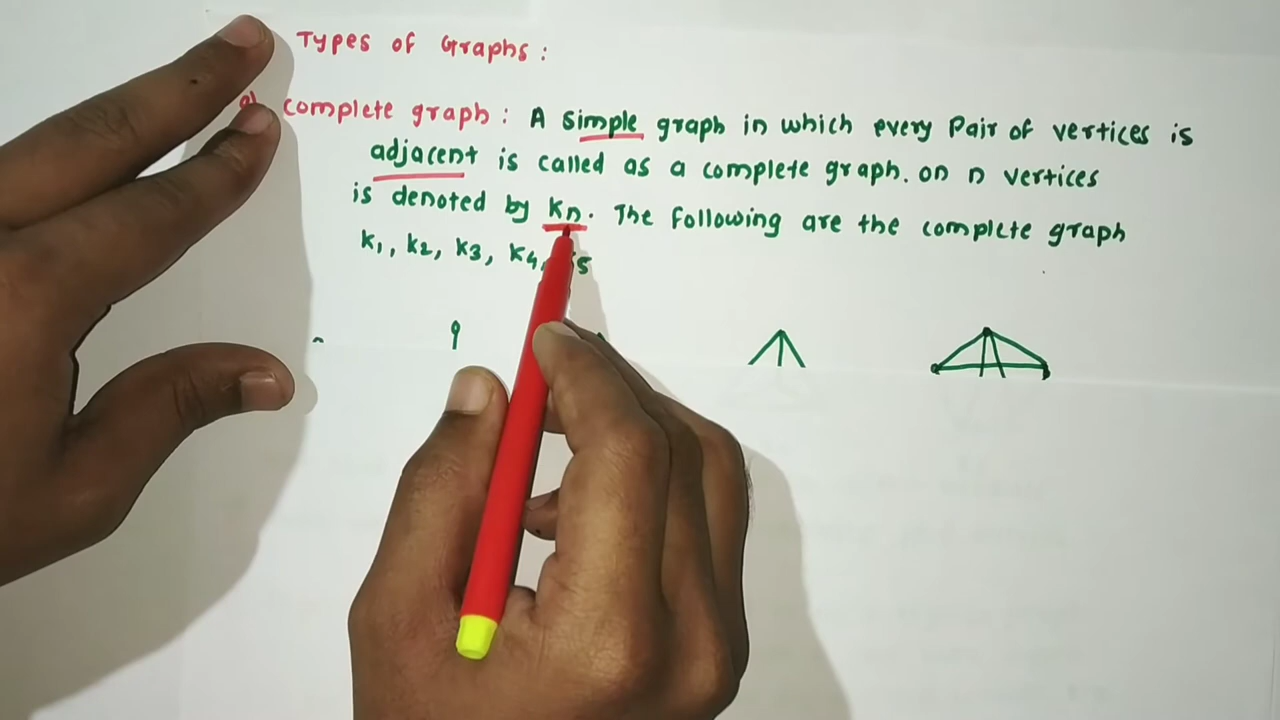 Types of Graphs :
a) complete graph : A simple graph in which every Pair of vertices is
adjacent is called as a complete graph. on n vertices
is denoted by Kn. The following are the complete graph
K1, K2, K3, K4,